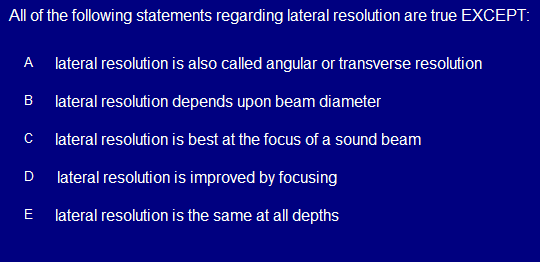 All of the following statements regarding lateral resolution are true EXCEPT:
A lateral resolution is also called angular or transverse resolution
B lateral resolution depends upon beam diameter
C lateral resolution is best at the focus of a sound beam
D lateral resolution is improved by focusing
E lateral resolution is the same at all depths